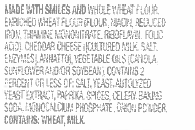 MADE WITH SMILES AND WHOLE WHEAT FLOUR,
ENRICHED WHEAT FLOUR (FLOUR, NIACIN, REDUCED
IRON, THIAMINE MONONITRATE, RIBOFLAVIN, FOLIC
ACID), CHEDDAR CHEESE ([CULTURED MILK, SALT,
ENZYMES], ANNATTO), VEGETABLE OILS (CANOLA,
SUNFLOWER AND/OR SOYBEAN), CONTAINS 2
PERCENT OR LESS OF: SALT, YEAST, AUTOLYZED
YEAST EXTRACT, PAPRIKA, SPICES, CELERY, BAKING
SODA, MONOCALCIUM PHOSPHATE, ONION POWDER.
CONTAINS: WHEAT, MILK.